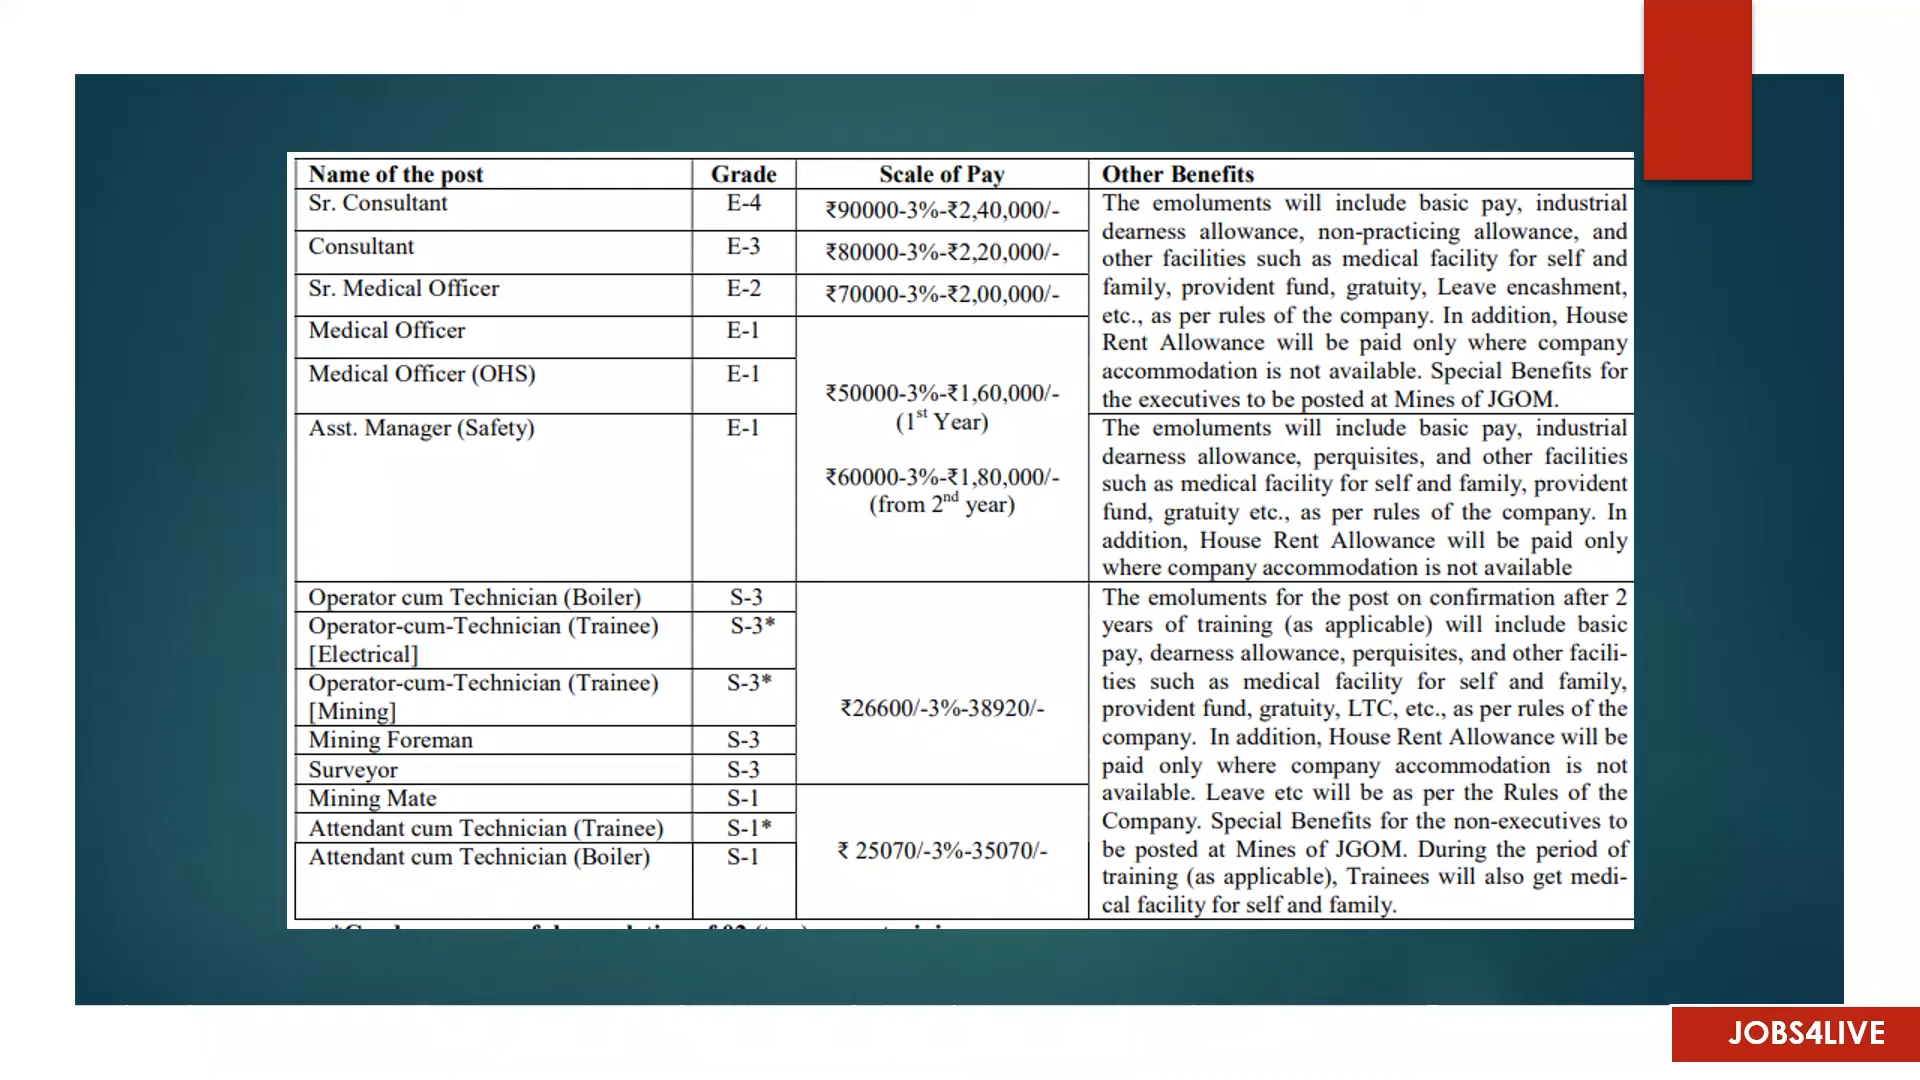 Name of the post Grade Scale of Pay Other Benefits
Sr. Consultant E-4 ₹90000-3%-₹2,40,000/-
Consultant E-3 ₹80000-3%-₹2,20,000/-
Sr. Medical Officer E-2 ₹70000-3%-₹2,00,000/-
Medical Officer E-1
Medical Officer (OHS) E-1
Asst. Manager (Safety) E-1
₹50000-3%-₹1,60,000/-
(1st Year)
₹60000-3%-₹1,80,000/-
(from 2nd year)
The emoluments will include basic pay, industrial
dearness allowance, non-practicing allowance, and
other facilities such as medical facility for self and
family, provident fund, gratuity, Leave encashment,
etc., as per rules of the company. In addition, House
Rent Allowance will be paid only where company
accommodation is not available. Special Benefits for
the executives to be posted at Mines of JGOM.
The emoluments will include basic pay, industrial
dearness allowance, perquisites, and other facilities
such as medical facility for self and family, provident
fund, gratuity etc., as per rules of the company. In
addition, House Rent Allowance will be paid only
where company accommodation is not available
Operator cum Technician (Boiler) S-3
Operator-cum-Technician (Trainee) S-3*
[Electrical]
Operator-cum-Technician (Trainee) S-3*
[Mining]
Mining Foreman S-3
Surveyor S-3
₹26600/-3%-38920/-
Mining Mate S-1
Attendant cum Technician (Trainee) S-1*
Attendant cum Technician (Boiler) S-1
₹ 25070/-3%-35070/-
The emoluments for the post on confirmation after 2
years of training (as applicable) will include basic
pay, dearness allowance, perquisites, and other facili-
ties such as medical facility for self and family,
provident fund, gratuity, LTC, etc., as per rules of the
company. In addition, House Rent Allowance will be
paid only where company accommodation is not
available. Leave etc will be as per the Rules of the
Company. Special Benefits for the non-executives to
be posted at Mines of JGOM. During the period of
training (as applicable), Trainees will also get medi-
cal facility for self and family.
JOBS4LIVE